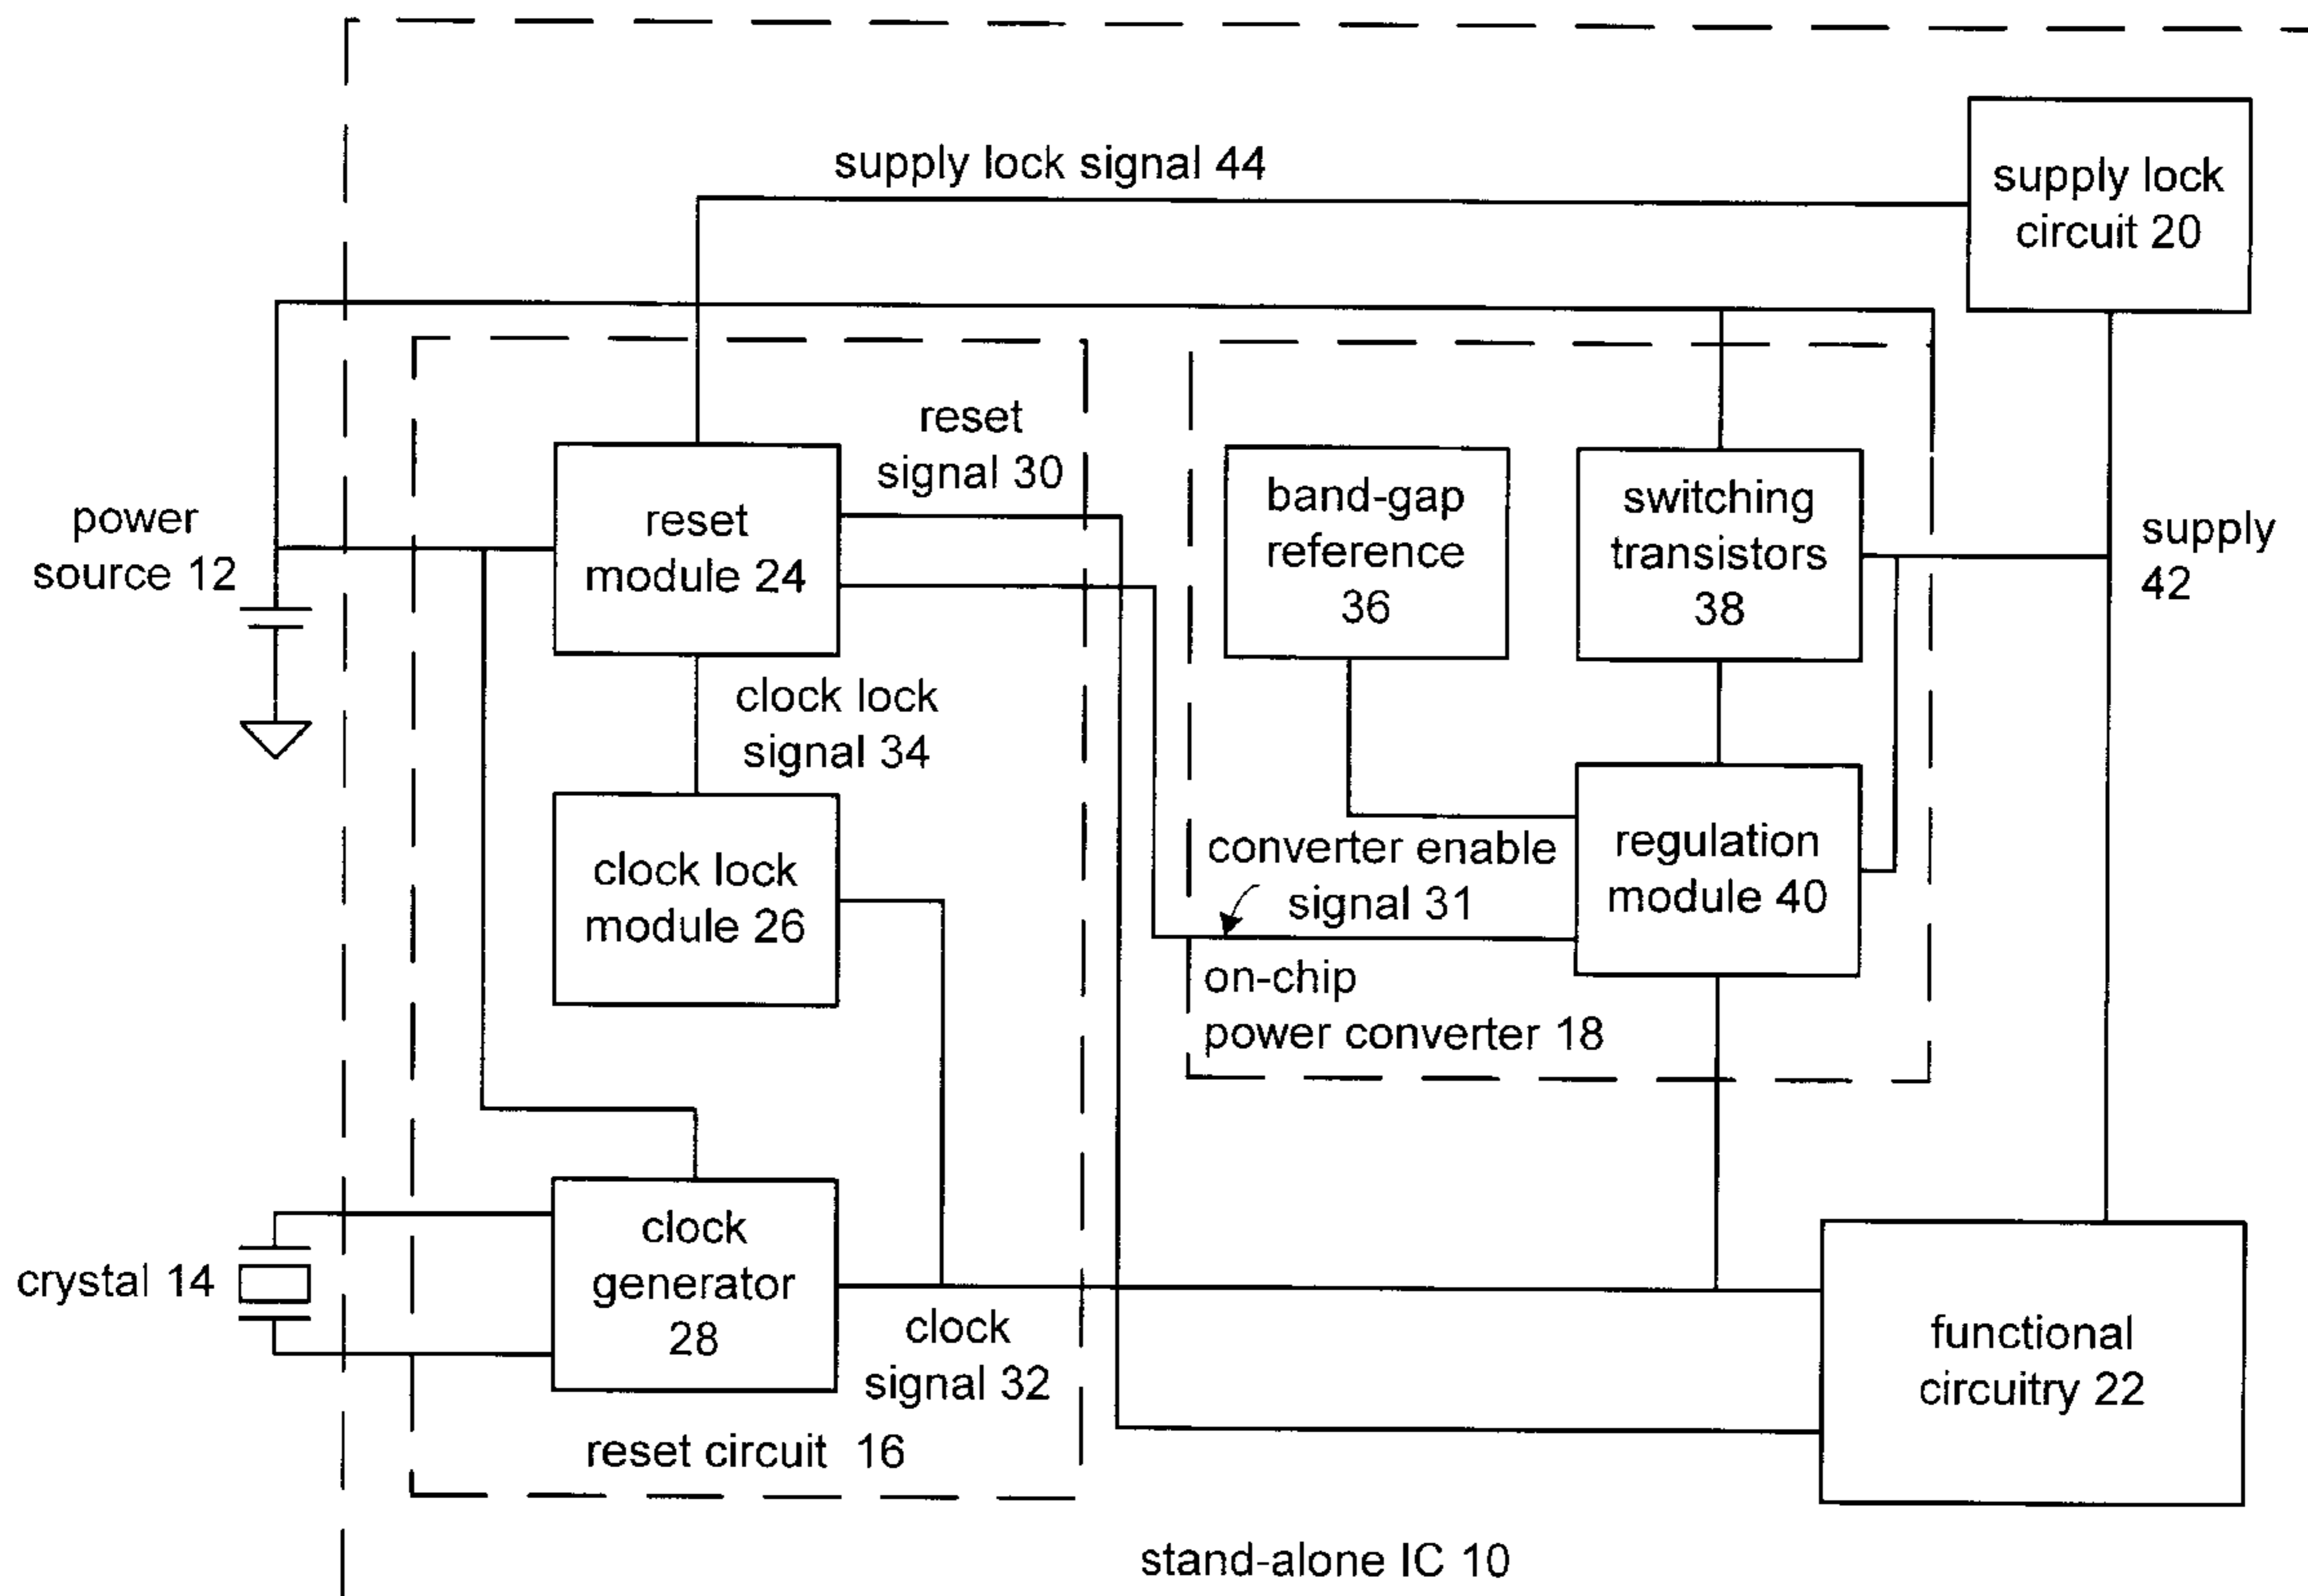 supply lock signal 44
supply lock
circuit 20
reset
signal 30
power
source 12
reset
module 24
band-gap
reference
36
switching
transistors
38
supply
42
clock lock
signal 34
clock lock
module 26
converter enable
signal 31
regulation
module 40
on-chip
power converter 18
crystal 14
clock
generator
28
clock
signal 32
functional
circuitry 22
reset circuit 16
stand-alone IC 10